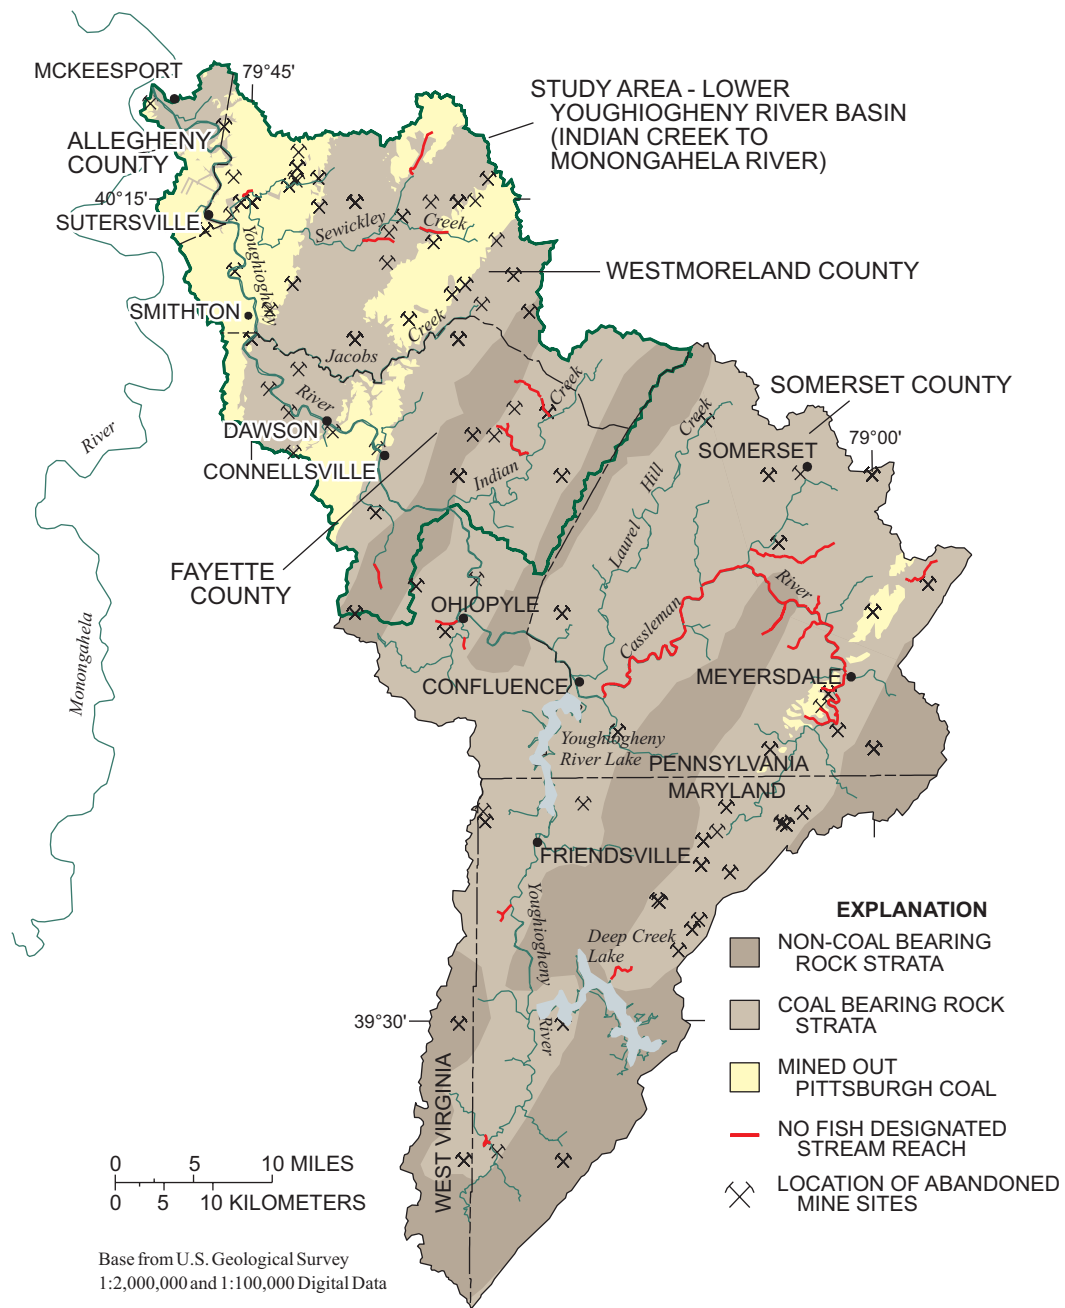 MCKEESPORT
79°45'
STUDY AREA - LOWER
YOUGHIOGHENY RIVER BASIN
(INDIAN CREEK TO
MONONGAHELA RIVER)
ALLEGHENY
COUNTY
40°15'
SUTERSVILLE
Sewickley
Creek
Youghiogheny
WESTMORELAND COUNTY
SMITHTON
Creek
Jacobs
River
DAWSON
CONNELLSVILLE
River
Creek
Indian
SOMERSET COUNTY
Creek
SOMERSET
79°00'
Hill
Laurel
FAYETTE
COUNTY
OHIOPYLE
River
Cassleman
Monongahela
CONFLUENCE
MEYERSDALE
Youghiogheny
River Lake
PENNSYLVANIA
MARYLAND
FRIENDSVILLE
Youghiogheny
River
Deep Creek
Lake
39°30'
WEST VIRGINIA
EXPLANATION
NON-COAL BEARING
ROCK STRATA
COAL BEARING ROCK
STRATA
MINED OUT
PITTSBURGH COAL
NO FISH DESIGNATED
STREAM REACH
LOCATION OF ABANDONED
MINE SITES
0 5 10 MILES
0 5 10 KILOMETERS
Base from U.S. Geological Survey
1:2,000,000 and 1:100,000 Digital Data